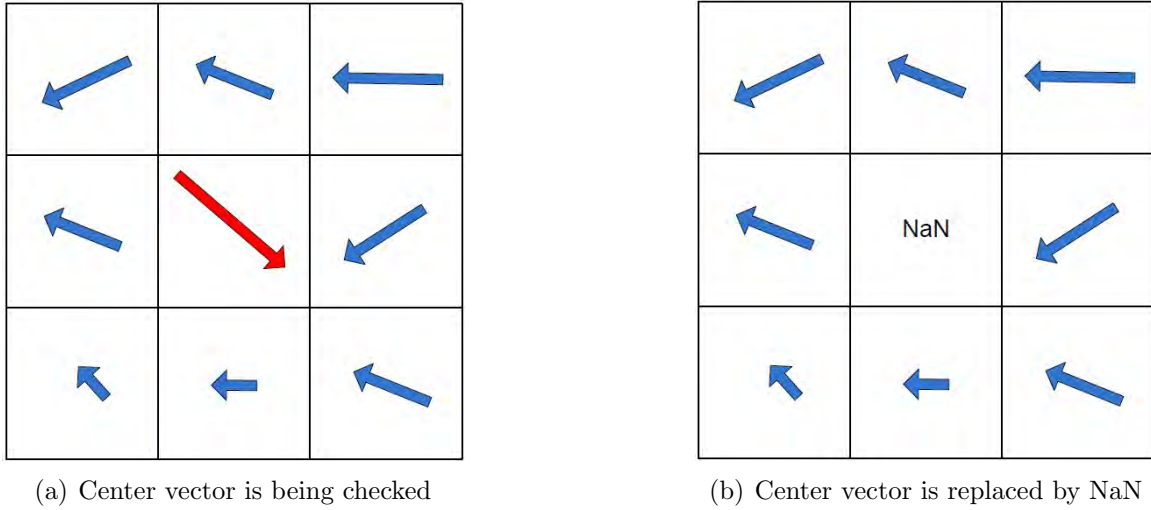 NaN
(a) Center vector is being checked
(b) Center vector is replaced by NaN